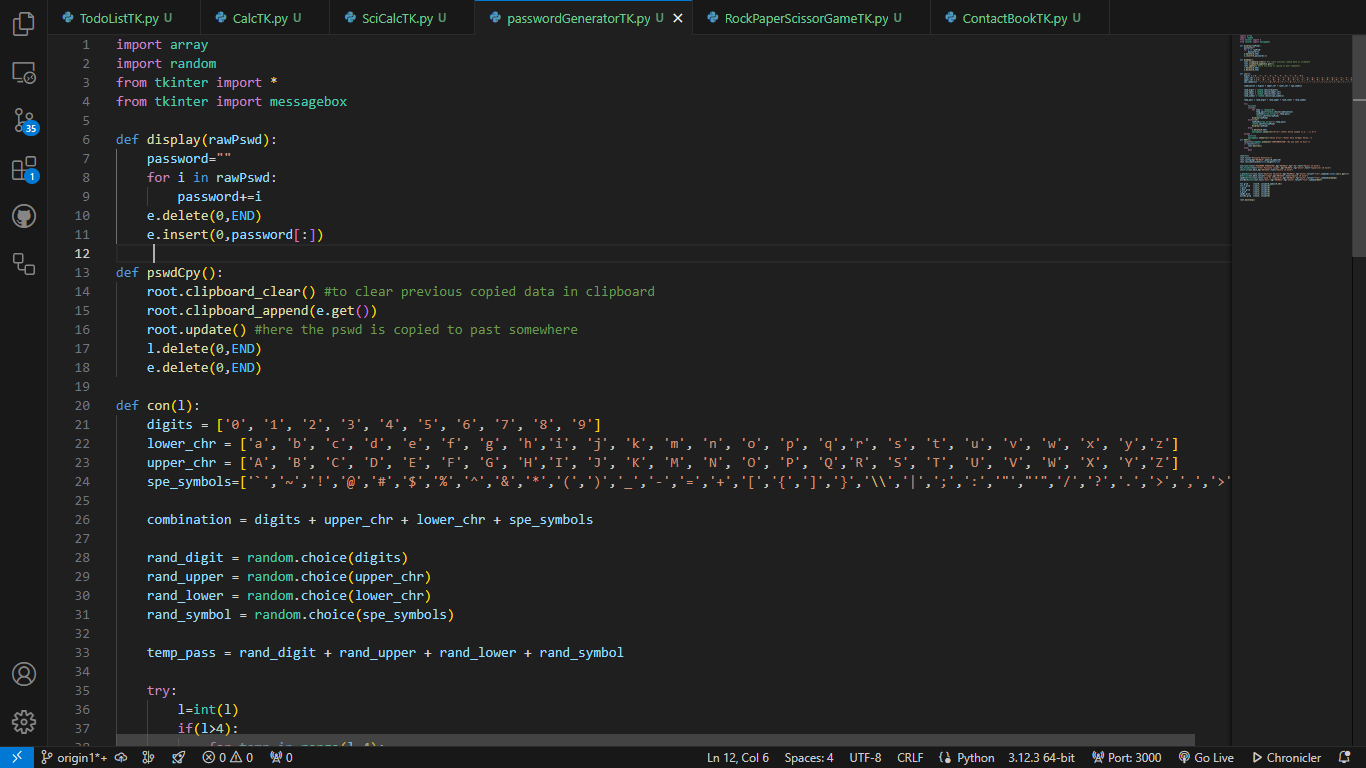 TodoListTK.py U
CalcTK.py U
SciCalcTK.py U
passwordGeneratorTK.py U
RockPaperScissorGameTK.py U
ContactBookTK.py U
35
1
1 import array
2 import random
3 from tkinter import *
4 from tkinter import messagebox
5
6 def display(rawPswd):
7     password=""
8     for i in rawPswd:
9         password+=i
10     e.delete(0,END)
11     e.insert(0,password[:])
12
13 def pswdCpy():
14     root.clipboard_clear() #to clear previous copied data in clipboard
15     root.clipboard_append(e.get())
16     root.update() #here the pswd is copied to past somewhere
17     l.delete(0,END)
18     e.delete(0,END)
19
20 def con(l):
21     digits = ['0', '1', '2', '3', '4', '5', '6', '7', '8', '9']
22     lower_chr = ['a', 'b', 'c', 'd', 'e', 'f', 'g', 'h','i', 'j', 'k', 'm', 'n', 'o', 'p', 'q','r', 's', 't', 'u', 'v', 'w', 'x', 'y','z']
23     upper_chr = ['A', 'B', 'C', 'D', 'E', 'F', 'G', 'H','I', 'J', 'K', 'M', 'N', 'O', 'P', 'Q','R', 'S', 'T', 'U', 'V', 'W', 'X', 'Y','Z']
24     spe_symbols=['`','~','!','@','#','$','%','^','&','*','(',')','_','-','=','+','[','{',']','}','\\','|',';',':','"',"'",'/','?','.','>',',','>'
25
26     combination = digits + upper_chr + lower_chr + spe_symbols
27
28     rand_digit = random.choice(digits)
29     rand_upper = random.choice(upper_chr)
30     rand_lower = random.choice(lower_chr)
31     rand_symbol = random.choice(spe_symbols)
32
33     temp_pass = rand_digit + rand_upper + rand_lower + rand_symbol
34
35     try:
36         l=int(l)
37         if(l>4):
origin1*+ 0 0 0 Ln 12, Col 6 Spaces: 4 UTF-8 CRLF Python 3.12.3 64-bit Port: 3000 Go Live Chronicler